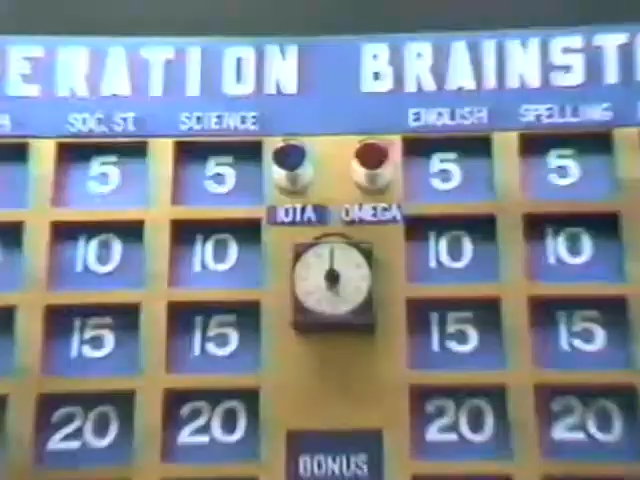 ERATION BRAINST
SOC. ST. SCIENCE ENGLISH SPELLING
5 5 5 5
IOTA OMEGA
10 10 10 10
15 15 15 15
20 20 20 20
BONUS